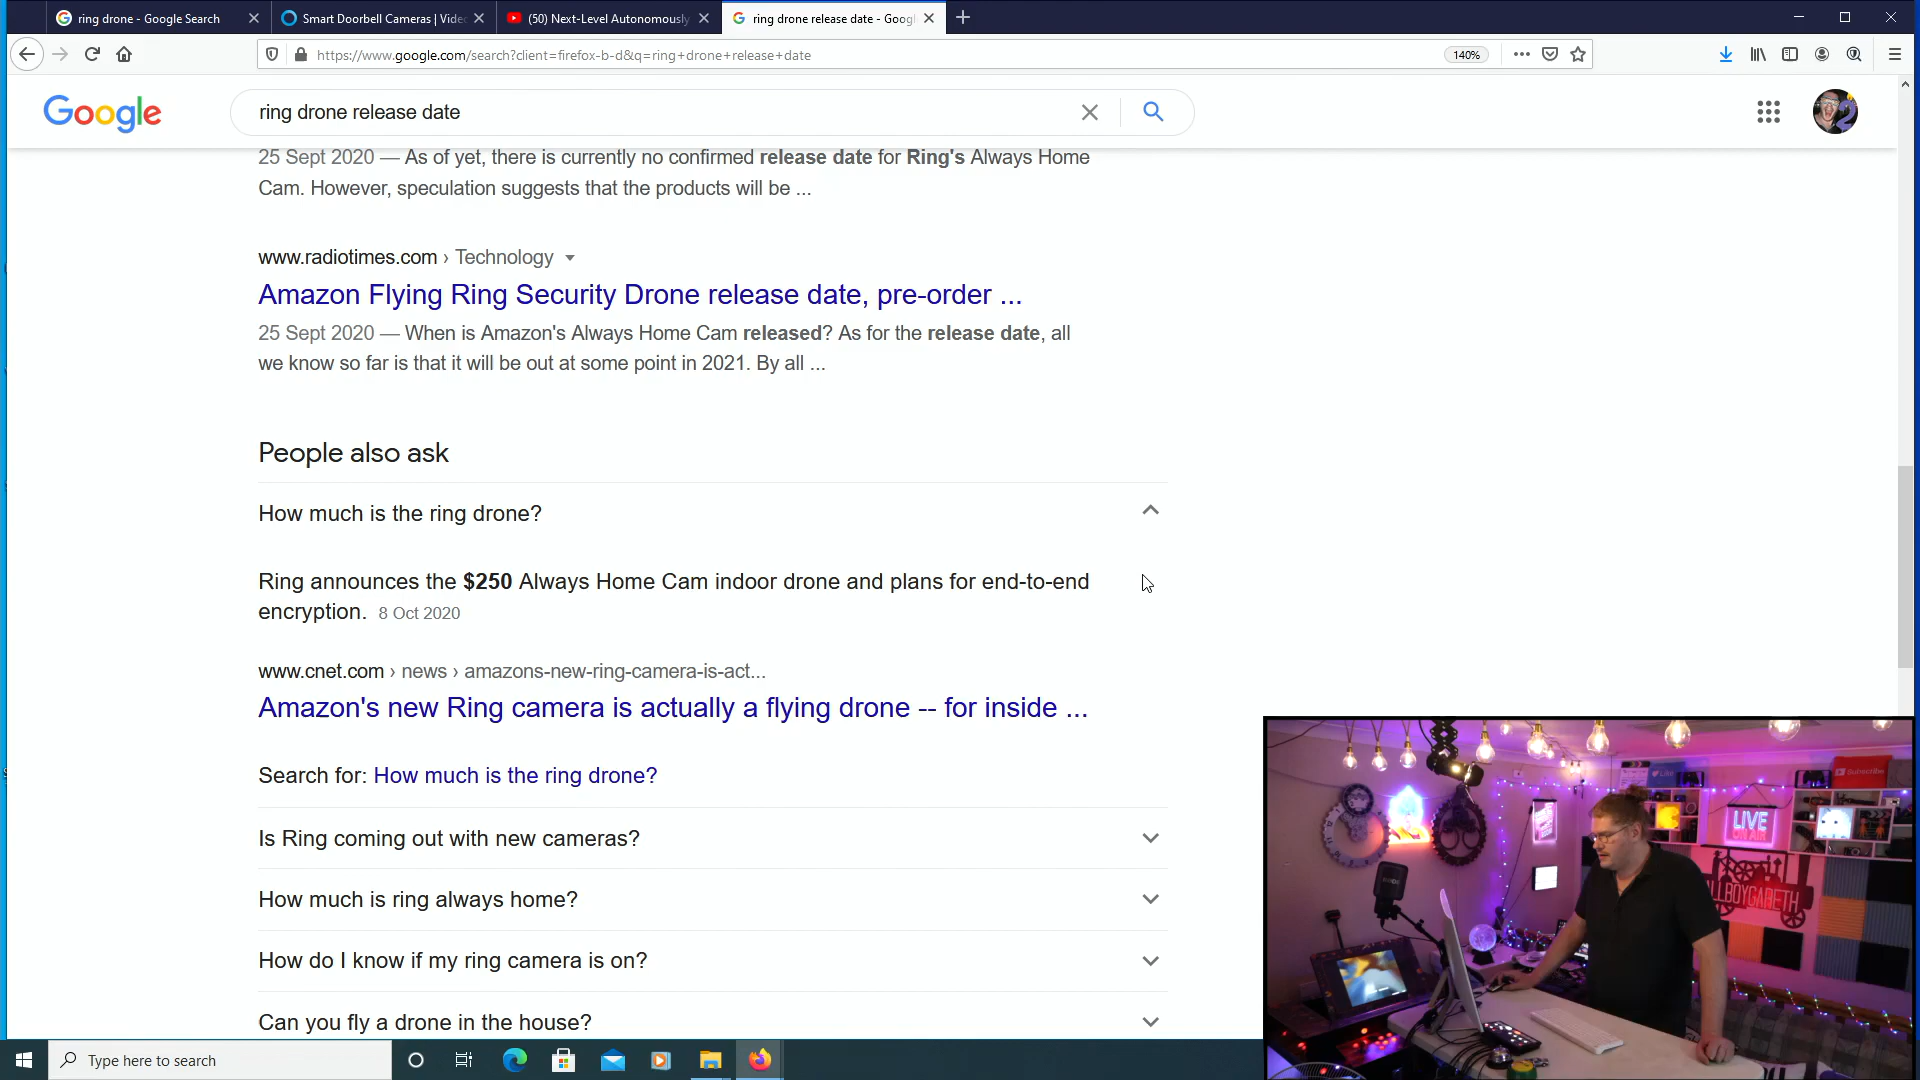 ring drone - Google Search
Smart Doorbell Cameras | Vide
(50) Next-Level Autonomously
ring drone release date - Goog
https://www.google.com/search?client=firefox-b-d&q=ring+drone+release+date
140%
Google
ring drone release date
25 Sept 2020 — As of yet, there is currently no confirmed release date for Ring's Always Home
Cam. However, speculation suggests that the products will be ...
www.radiotimes.com › Technology
Amazon Flying Ring Security Drone release date, pre-order ...
25 Sept 2020 — When is Amazon's Always Home Cam released? As for the release date, all
we know so far is that it will be out at some point in 2021. By all ...
People also ask
How much is the ring drone?
Ring announces the $250 Always Home Cam indoor drone and plans for end-to-end
encryption. 8 Oct 2020
www.cnet.com › news › amazons-new-ring-camera-is-act...
Amazon's new Ring camera is actually a flying drone -- for inside ...
Search for: How much is the ring drone?
Is Ring coming out with new cameras?
How much is ring always home?
How do I know if my ring camera is on?
Can you fly a drone in the house?
Like
Subscribe
LIVE
ON AIR
LLBOYGARETH
Type here to search